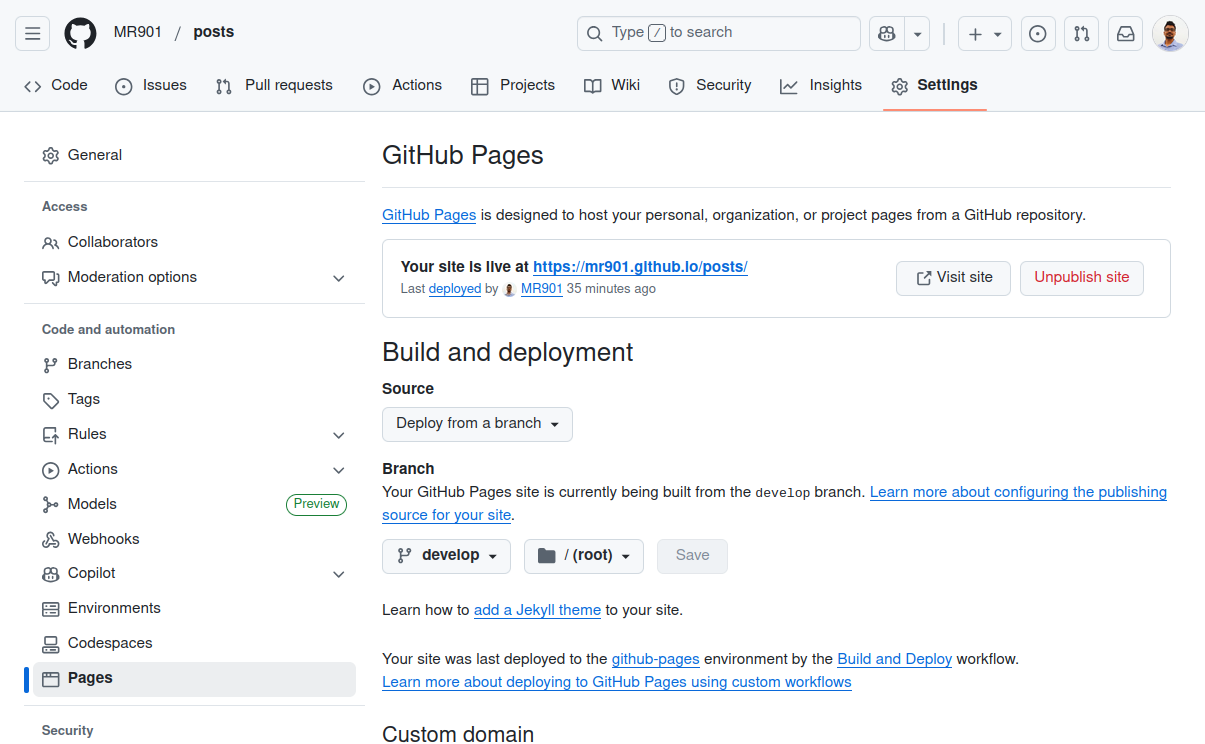 MR901 / posts
Type / to search
Code Issues Pull requests Actions Projects Wiki Security Insights Settings
General
Access
Collaborators
Moderation options
Code and automation
Branches
Tags
Rules
Actions
Models Preview
Webhooks
Copilot
Environments
Codespaces
Pages
Security
GitHub Pages
GitHub Pages is designed to host your personal, organization, or project pages from a GitHub repository.
Your site is live at https://mr901.github.io/posts/
Last deployed by MR901 35 minutes ago
Visit site Unpublish site
Build and deployment
Source
Deploy from a branch
Branch
Your GitHub Pages site is currently being built from the develop branch. Learn more about configuring the publishing
source for your site.
develop / (root) Save
Learn how to add a Jekyll theme to your site.
Your site was last deployed to the github-pages environment by the Build and Deploy workflow.
Learn more about deploying to GitHub Pages using custom workflows
Custom domain